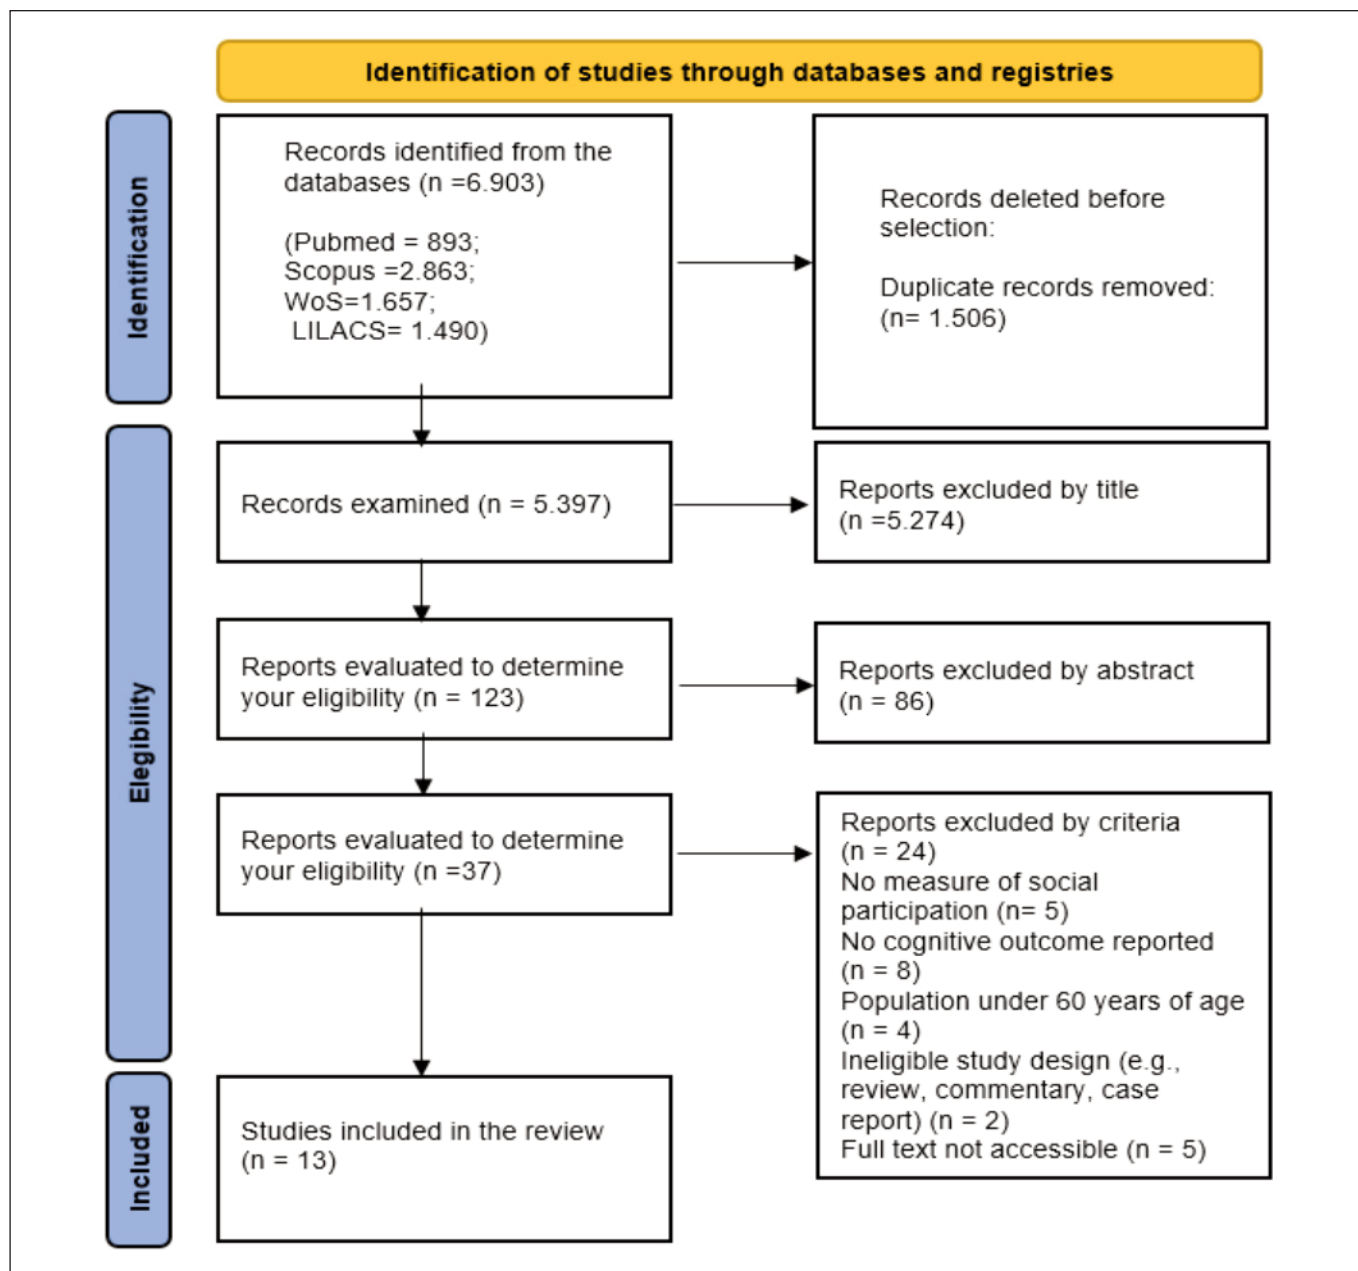 Identification of studies through databases and registries
Identification
Records identified from the
databases (n =6.903)
(Pubmed = 893;
Scopus =2.863;
WoS=1.657;
LILACS= 1.490)
Records deleted before
selection:
Duplicate records removed:
(n= 1.506)
Elegibility
Records examined (n = 5.397)
Reports excluded by title
(n =5.274)
Reports evaluated to determine
your eligibility (n = 123)
Reports excluded by abstract
(n = 86)
Reports evaluated to determine
your eligibility (n =37)
Reports excluded by criteria
(n = 24)
No measure of social
participation (n= 5)
No cognitive outcome reported
(n = 8)
Population under 60 years of age
(n = 4)
Ineligible study design (e.g.,
review, commentary, case
report) (n = 2)
Full text not accessible (n = 5)
Included
Studies included in the review
(n = 13)